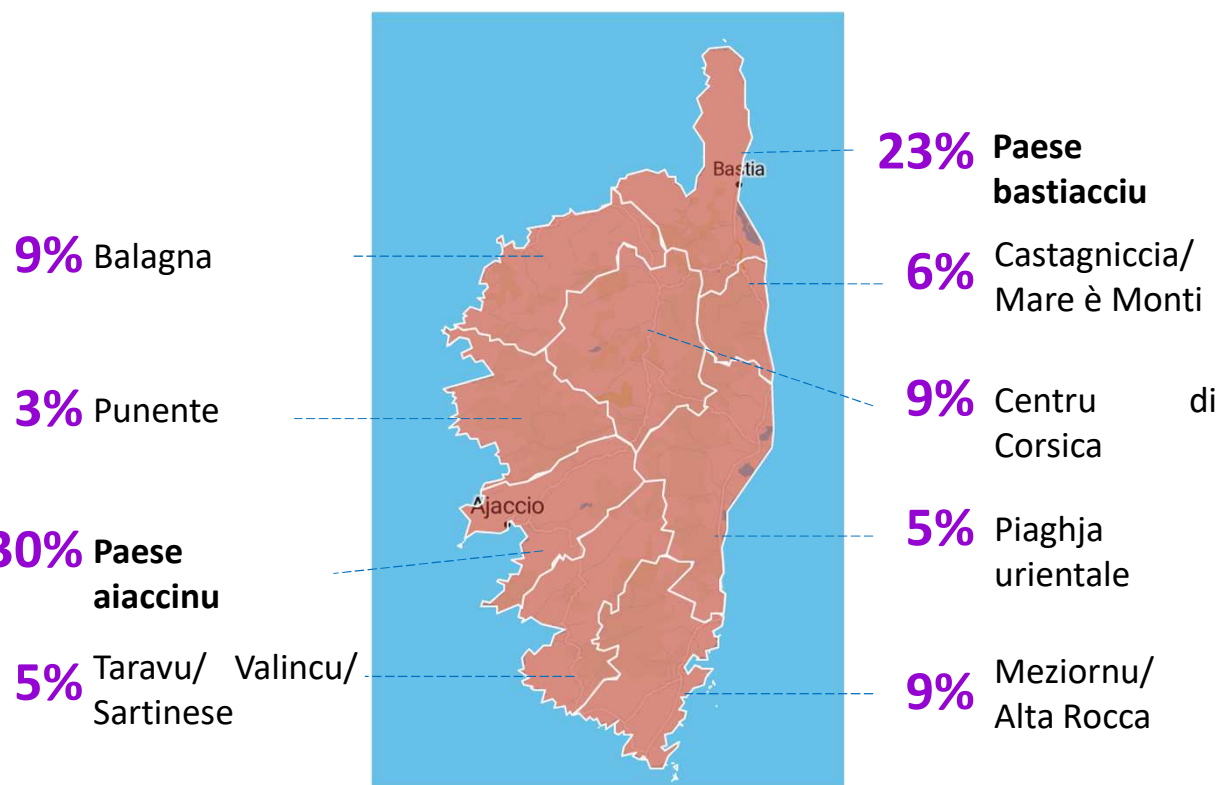 9% Balagna
3% Punente
30% Paese
aiaccinu
5% Taravu/ Valincu/
Sartinese
Bastia
Ajaccio
23% Paese
bastiacciu
6% Castagniccia/
Mare è Monti
9% Centru di
Corsica
5% Piaghja
urientale
9% Meziornu/
Alta Rocca